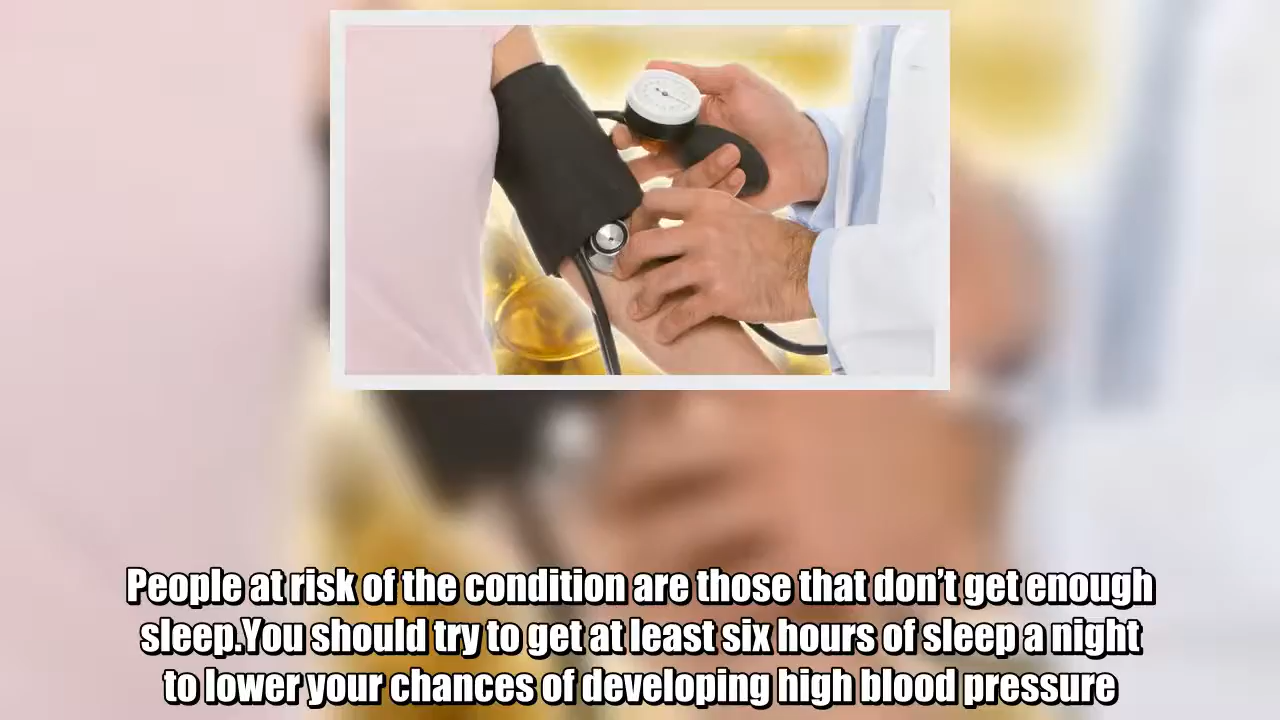 People at risk of the condition are those that don’t get enough
sleep.You should try to get at least six hours of sleep a night
to lower your chances of developing high blood pressure